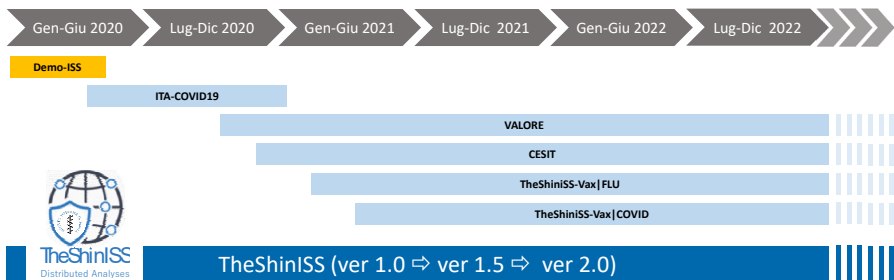 Gen-Giu 2020 Lug-Dic 2020 Gen-Giu 2021 Lug-Dic 2021 Gen-Giu 2022 Lug-Dic 2022
Demo-ISS
ITA-COVID19
VALORE
CESIT
TheShiniSS-Vax|FLU
TheShiniSS-Vax|COVID
TheShinISS
Distributed Analyses
TheShinISS (ver 1.0 ⇨ ver 1.5 ⇨ ver 2.0)